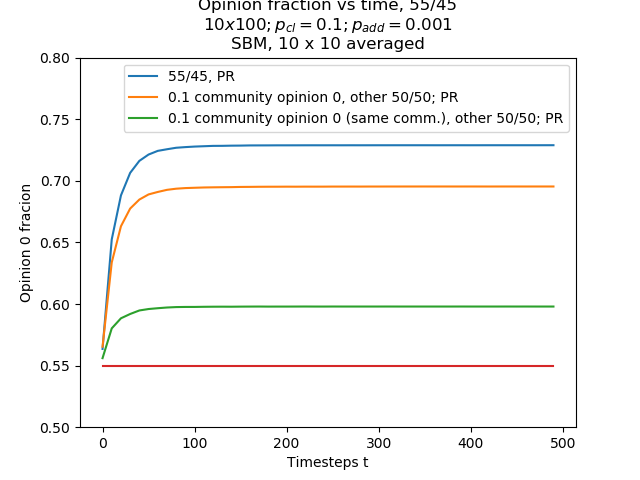 Opinion fraction vs time, 55/45
10x100; p_cl = 0.1; p_add = 0.001
SBM, 10 x 10 averaged
55/45, PR
0.1 community opinion 0, other 50/50; PR
0.1 community opinion 0 (same comm.), other 50/50; PR
Opinion 0 fracion
0.80
0.75
0.70
0.65
0.60
0.55
0.50
0 100 200 300 400 500
Timesteps t